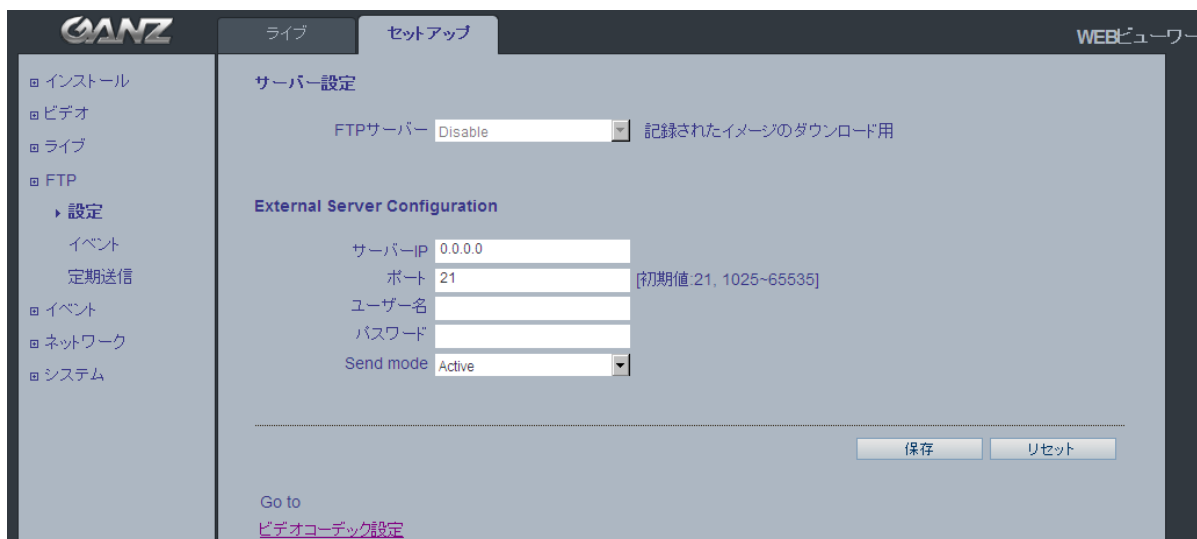 GANZ
ライブ
セットアップ
WEBビューワー
インストール
ビデオ
ライブ
FTP
設定
イベント
定期送信
イベント
ネットワーク
システム
サーバー設定
FTPサーバー Disable 記録されたイメージのダウンロード用
External Server Configuration
サーバーIP 0.0.0.0
ポート 21 [初期値:21, 1025~65535]
ユーザー名
パスワード
Send mode Active
保存 リセット
Go to
ビデオコーデック設定